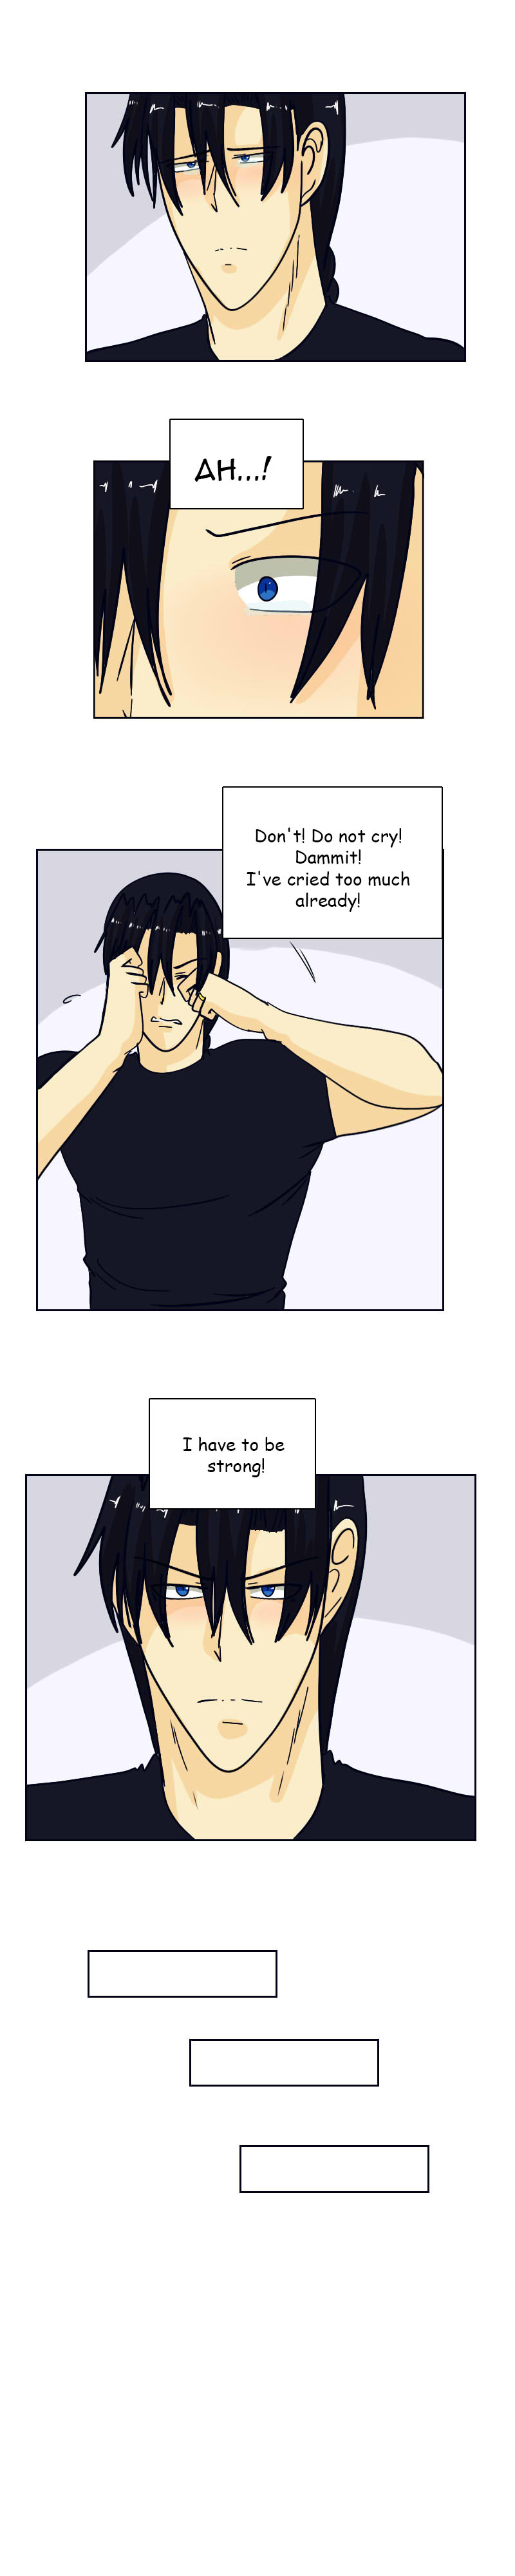 AH...!
Don't! Do not cry!
Dammit!
I've cried too much
already!
I have to be
strong!